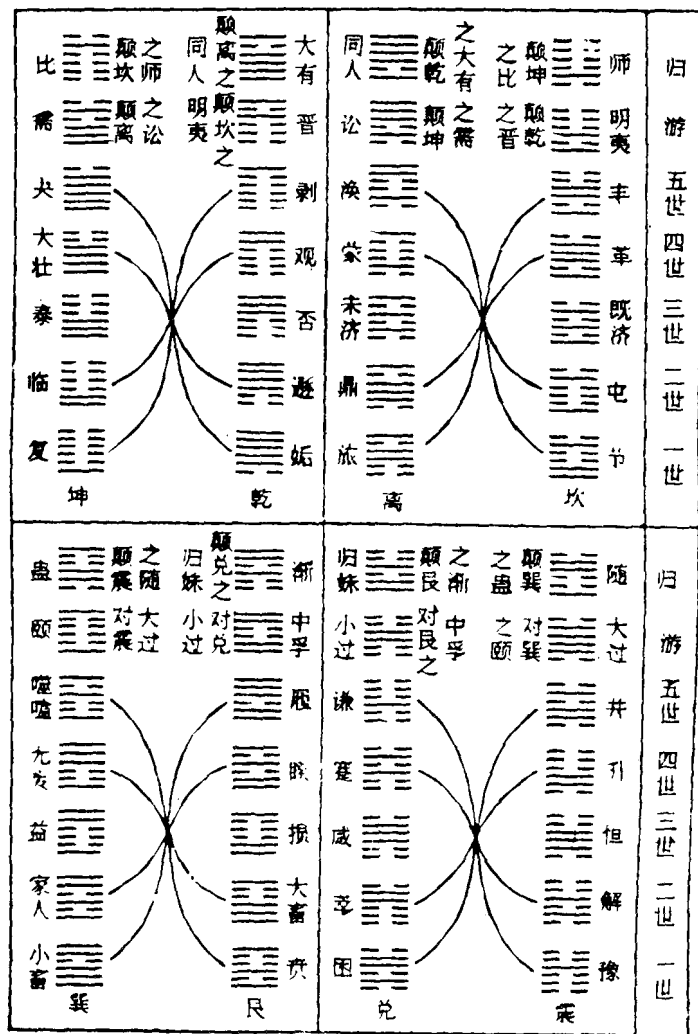 比
颠坎
之师
颠离之
同人
大有
同人
颠乾
之大有
颠坤
之比
师
归
需
颠离
之讼
颠坎之
明夷
晋
讼
颠坤
之需
颠乾
之晋
明夷
游
夬
剥
涣
丰
五世
大壮
观
蒙
革
四世
泰
否
未济
既济
三世
临
遯
鼎
屯
二世
复
姤
旅
节
一世
坤
乾
离
坎
蛊
颠震
之随
颠兑之
归妹
渐
归妹
颠艮
之渐
颠巽
之蛊
随
归
颐
对震
大过
对兑
小过
中孚
小过
对艮之
中孚
对巽
之颐
大过
游
噬嗑
履
谦
井
五世
无妄
睽
蹇
升
四世
益
损
咸
恒
三世
家人
大畜
萃
解
二世
小畜
贲
困
豫
一世
巽
艮
兑
震